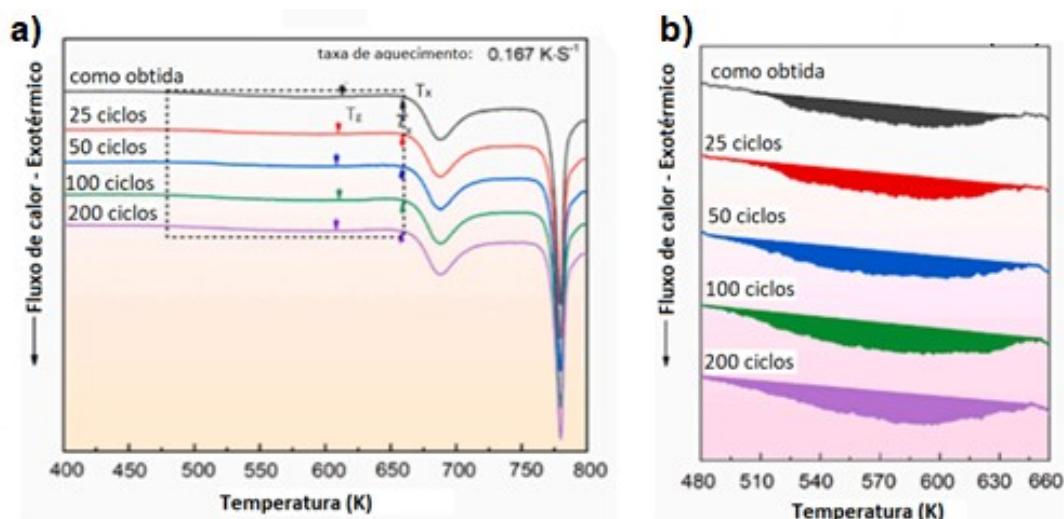 a)
taxa de aquecimento: 0.167 K·S⁻¹
como obtida
25 ciclos
50 ciclos
100 ciclos
200 ciclos
Tx
Tg
Fluxo de calor - Exotérmico
400 450 500 550 600 650 700 750 800
Temperatura (K)
b)
como obtida
25 ciclos
50 ciclos
100 ciclos
200 ciclos
Fluxo de calor - Exotérmico
480 510 540 570 600 630 660
Temperatura (K)